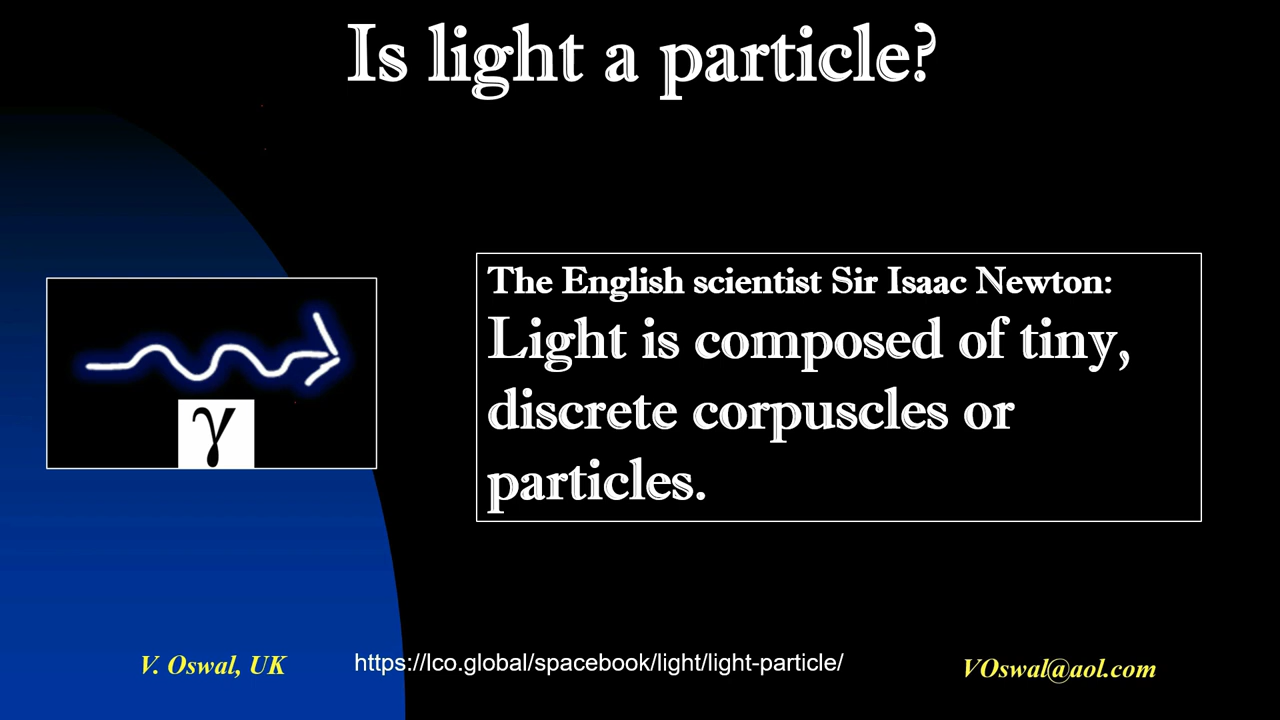 Is light a particle?
The English scientist Sir Isaac Newton:
Light is composed of tiny,
discrete corpuscles or
particles.
γ
V. Oswal, UK
https://lco.global/spacebook/light/light-particle/
VOswal@aol.com